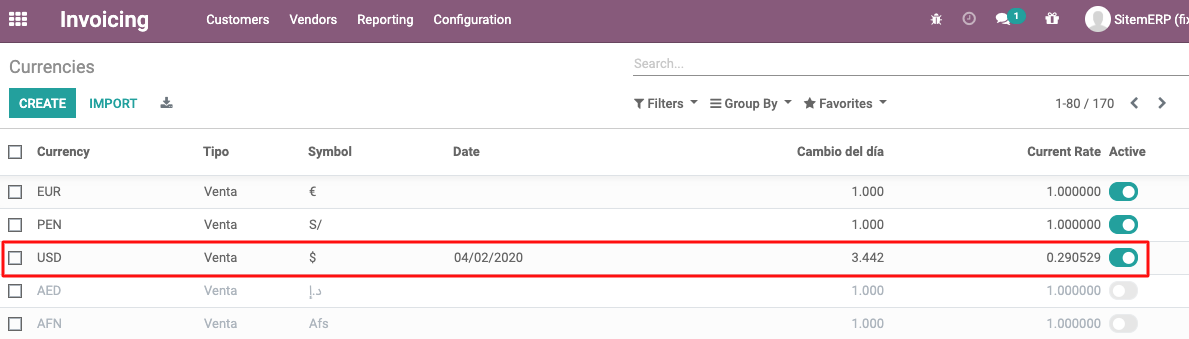 Invoicing Customers Vendors Reporting Configuration 1 SitemERP (fix
Currencies Search...
CREATE IMPORT Filters Group By Favorites 1-80 / 170
Currency Tipo Symbol Date Cambio del día Current Rate Active
EUR Venta € 1.000 1.000000
PEN Venta S/ 1.000 1.000000
USD Venta $ 04/02/2020 3.442 0.290529
AED Venta د.إ 1.000 1.000000
AFN Venta Afs 1.000 1.000000